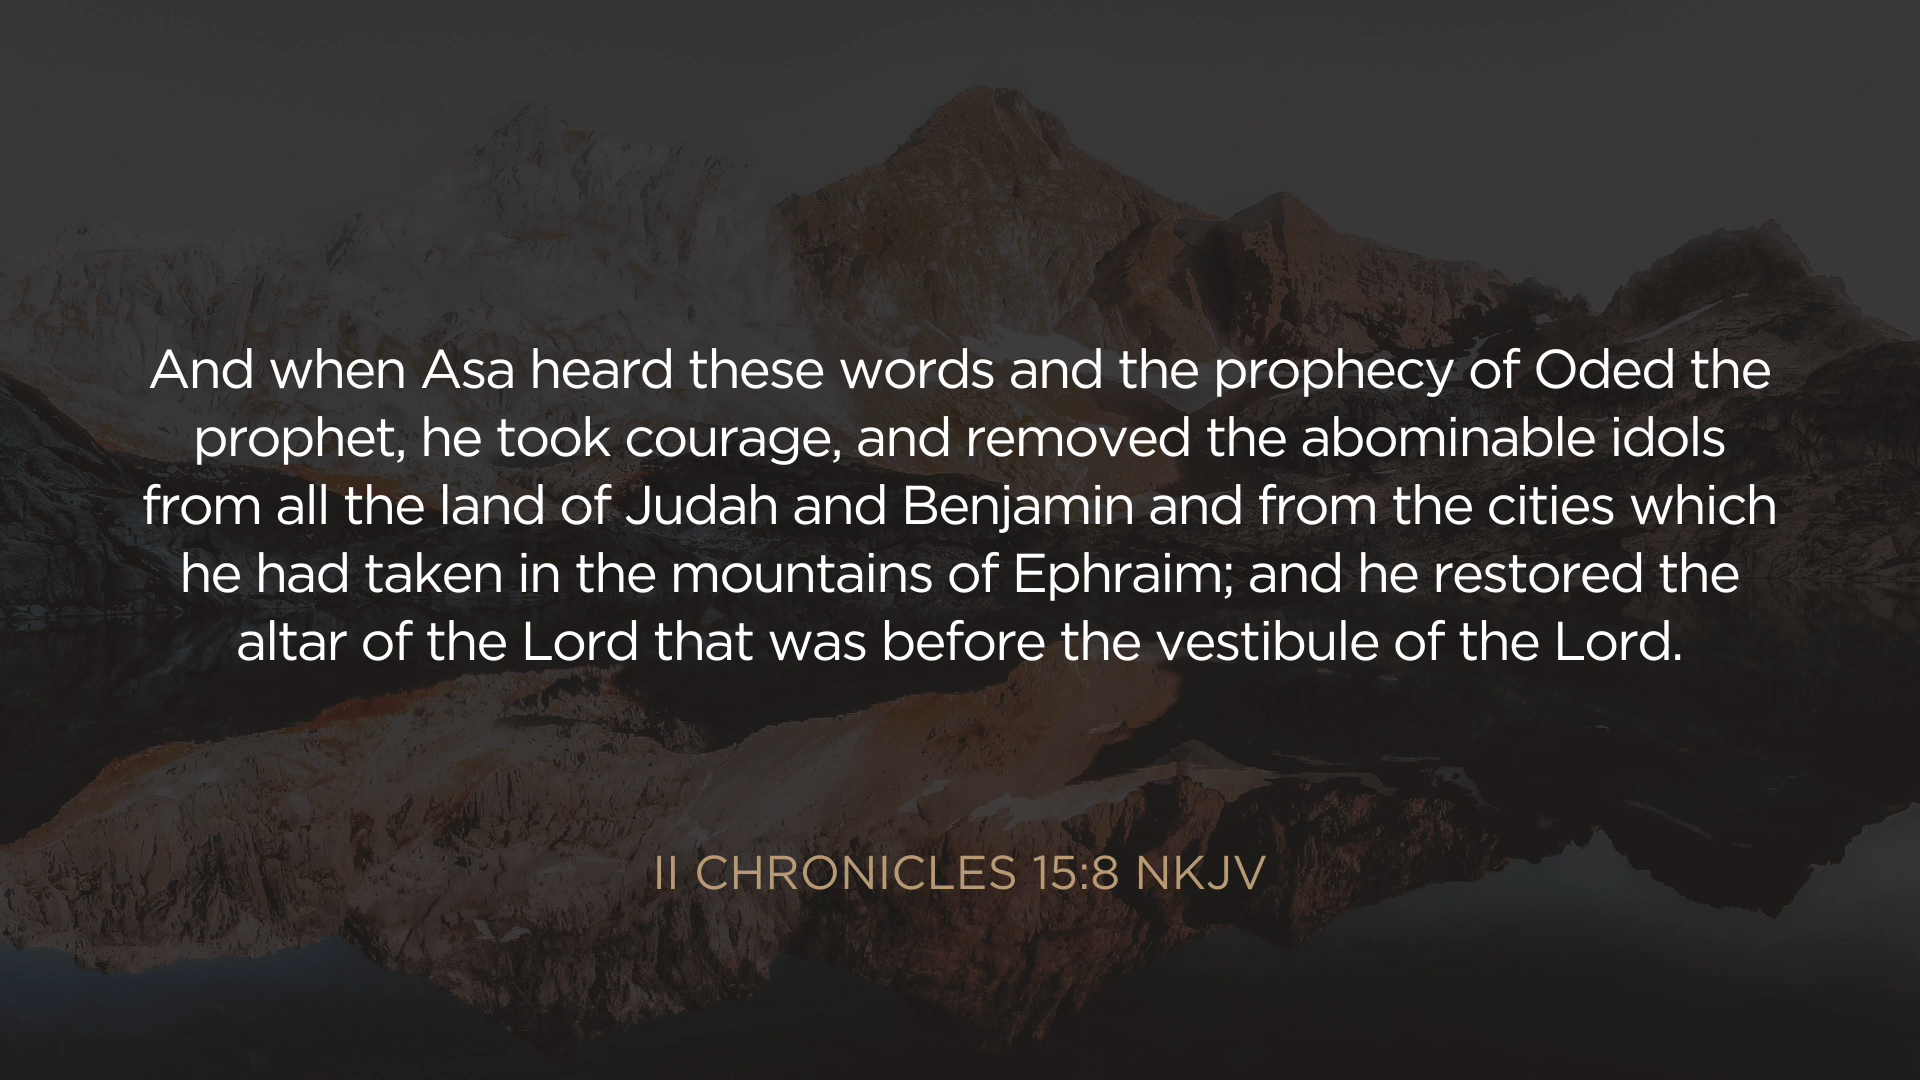 And when Asa heard these words and the prophecy of Oded the
prophet, he took courage, and removed the abominable idols
from all the land of Judah and Benjamin and from the cities which
he had taken in the mountains of Ephraim; and he restored the
altar of the Lord that was before the vestibule of the Lord.
II CHRONICLES 15:8 NKJV